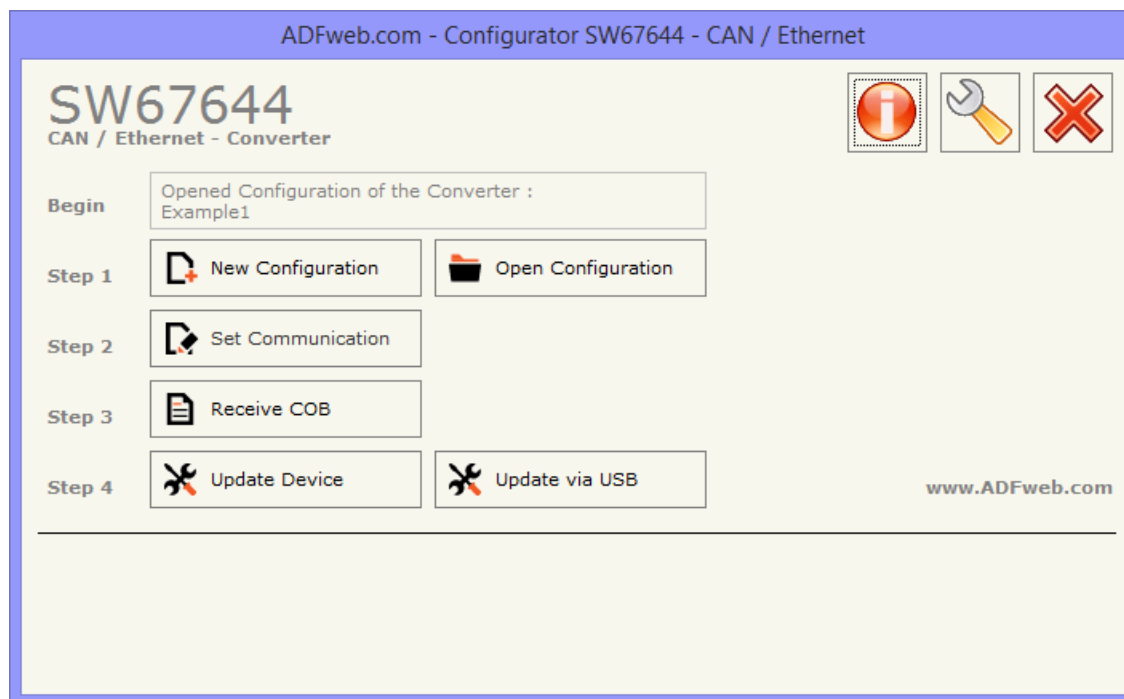 ADFweb.com - Configurator SW67644 - CAN / Ethernet
SW67644
CAN / Ethernet - Converter
Begin
Opened Configuration of the Converter :
Example1
Step 1
New Configuration
Open Configuration
Step 2
Set Communication
Step 3
Receive COB
Step 4
Update Device
Update via USB
www.ADFweb.com